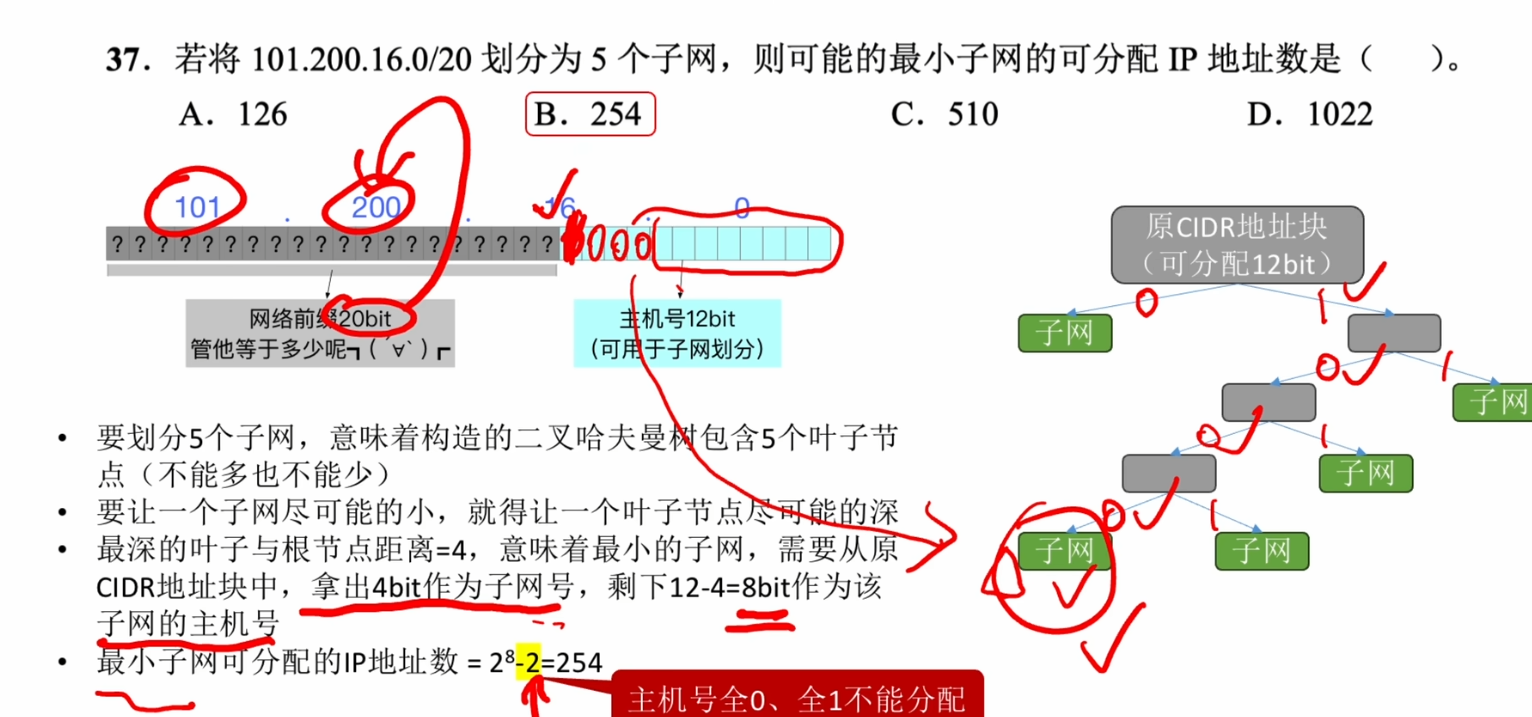 37. 若将 101.200.16.0/20 划分为 5 个子网，则可能的最小子网的可分配 IP 地址数是（ ）。
A. 126 B. 254 C. 510 D. 1022
101 . 200 . 16 . 0
? ? ? ? ? ? ? ? ? ? ? ? ? ? ? ? ? ? ? ? 1000
网络前缀20bit
管他等于多少呢┓( ´∀` )┏
主机号12bit
(可用于子网划分)
原CIDR地址块
（可分配12bit）
0 1
子网
0 1
子网
0 1
子网
0 1
子网 子网
• 要划分5个子网，意味着构造的二叉哈夫曼树包含5个叶子节
点（不能多也不能少）
• 要让一个子网尽可能的小，就得让一个叶子节点尽可能的深
• 最深的叶子与根节点距离=4，意味着最小的子网，需要从原
CIDR地址块中，拿出4bit作为子网号，剩下12-4=8bit作为该
子网的主机号
• 最小子网可分配的IP地址数 = 2⁸-2=254
主机号全0、全1不能分配